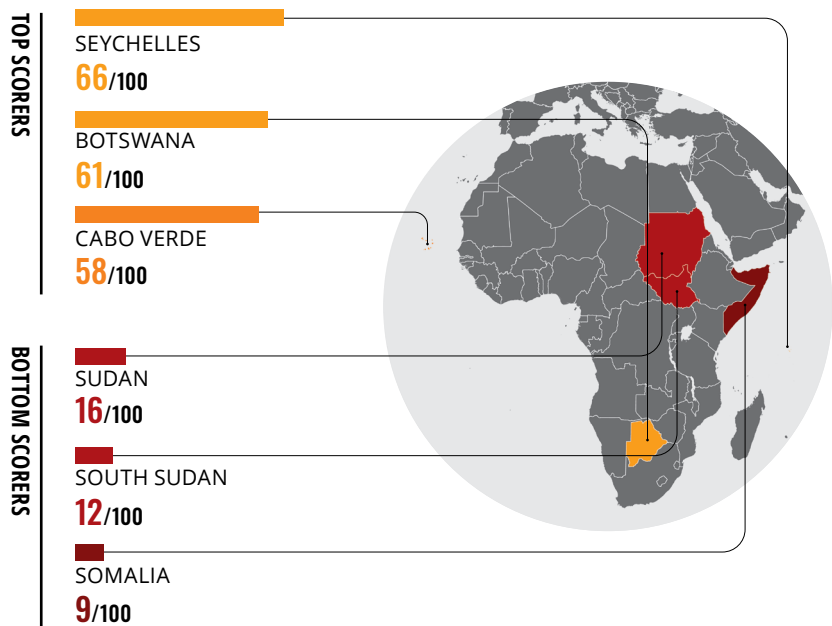 TOP SCORERS
SEYCHELLES
66/100
BOTSWANA
61/100
CABO VERDE
58/100
BOTTOM SCORERS
SUDAN
16/100
SOUTH SUDAN
12/100
SOMALIA
9/100